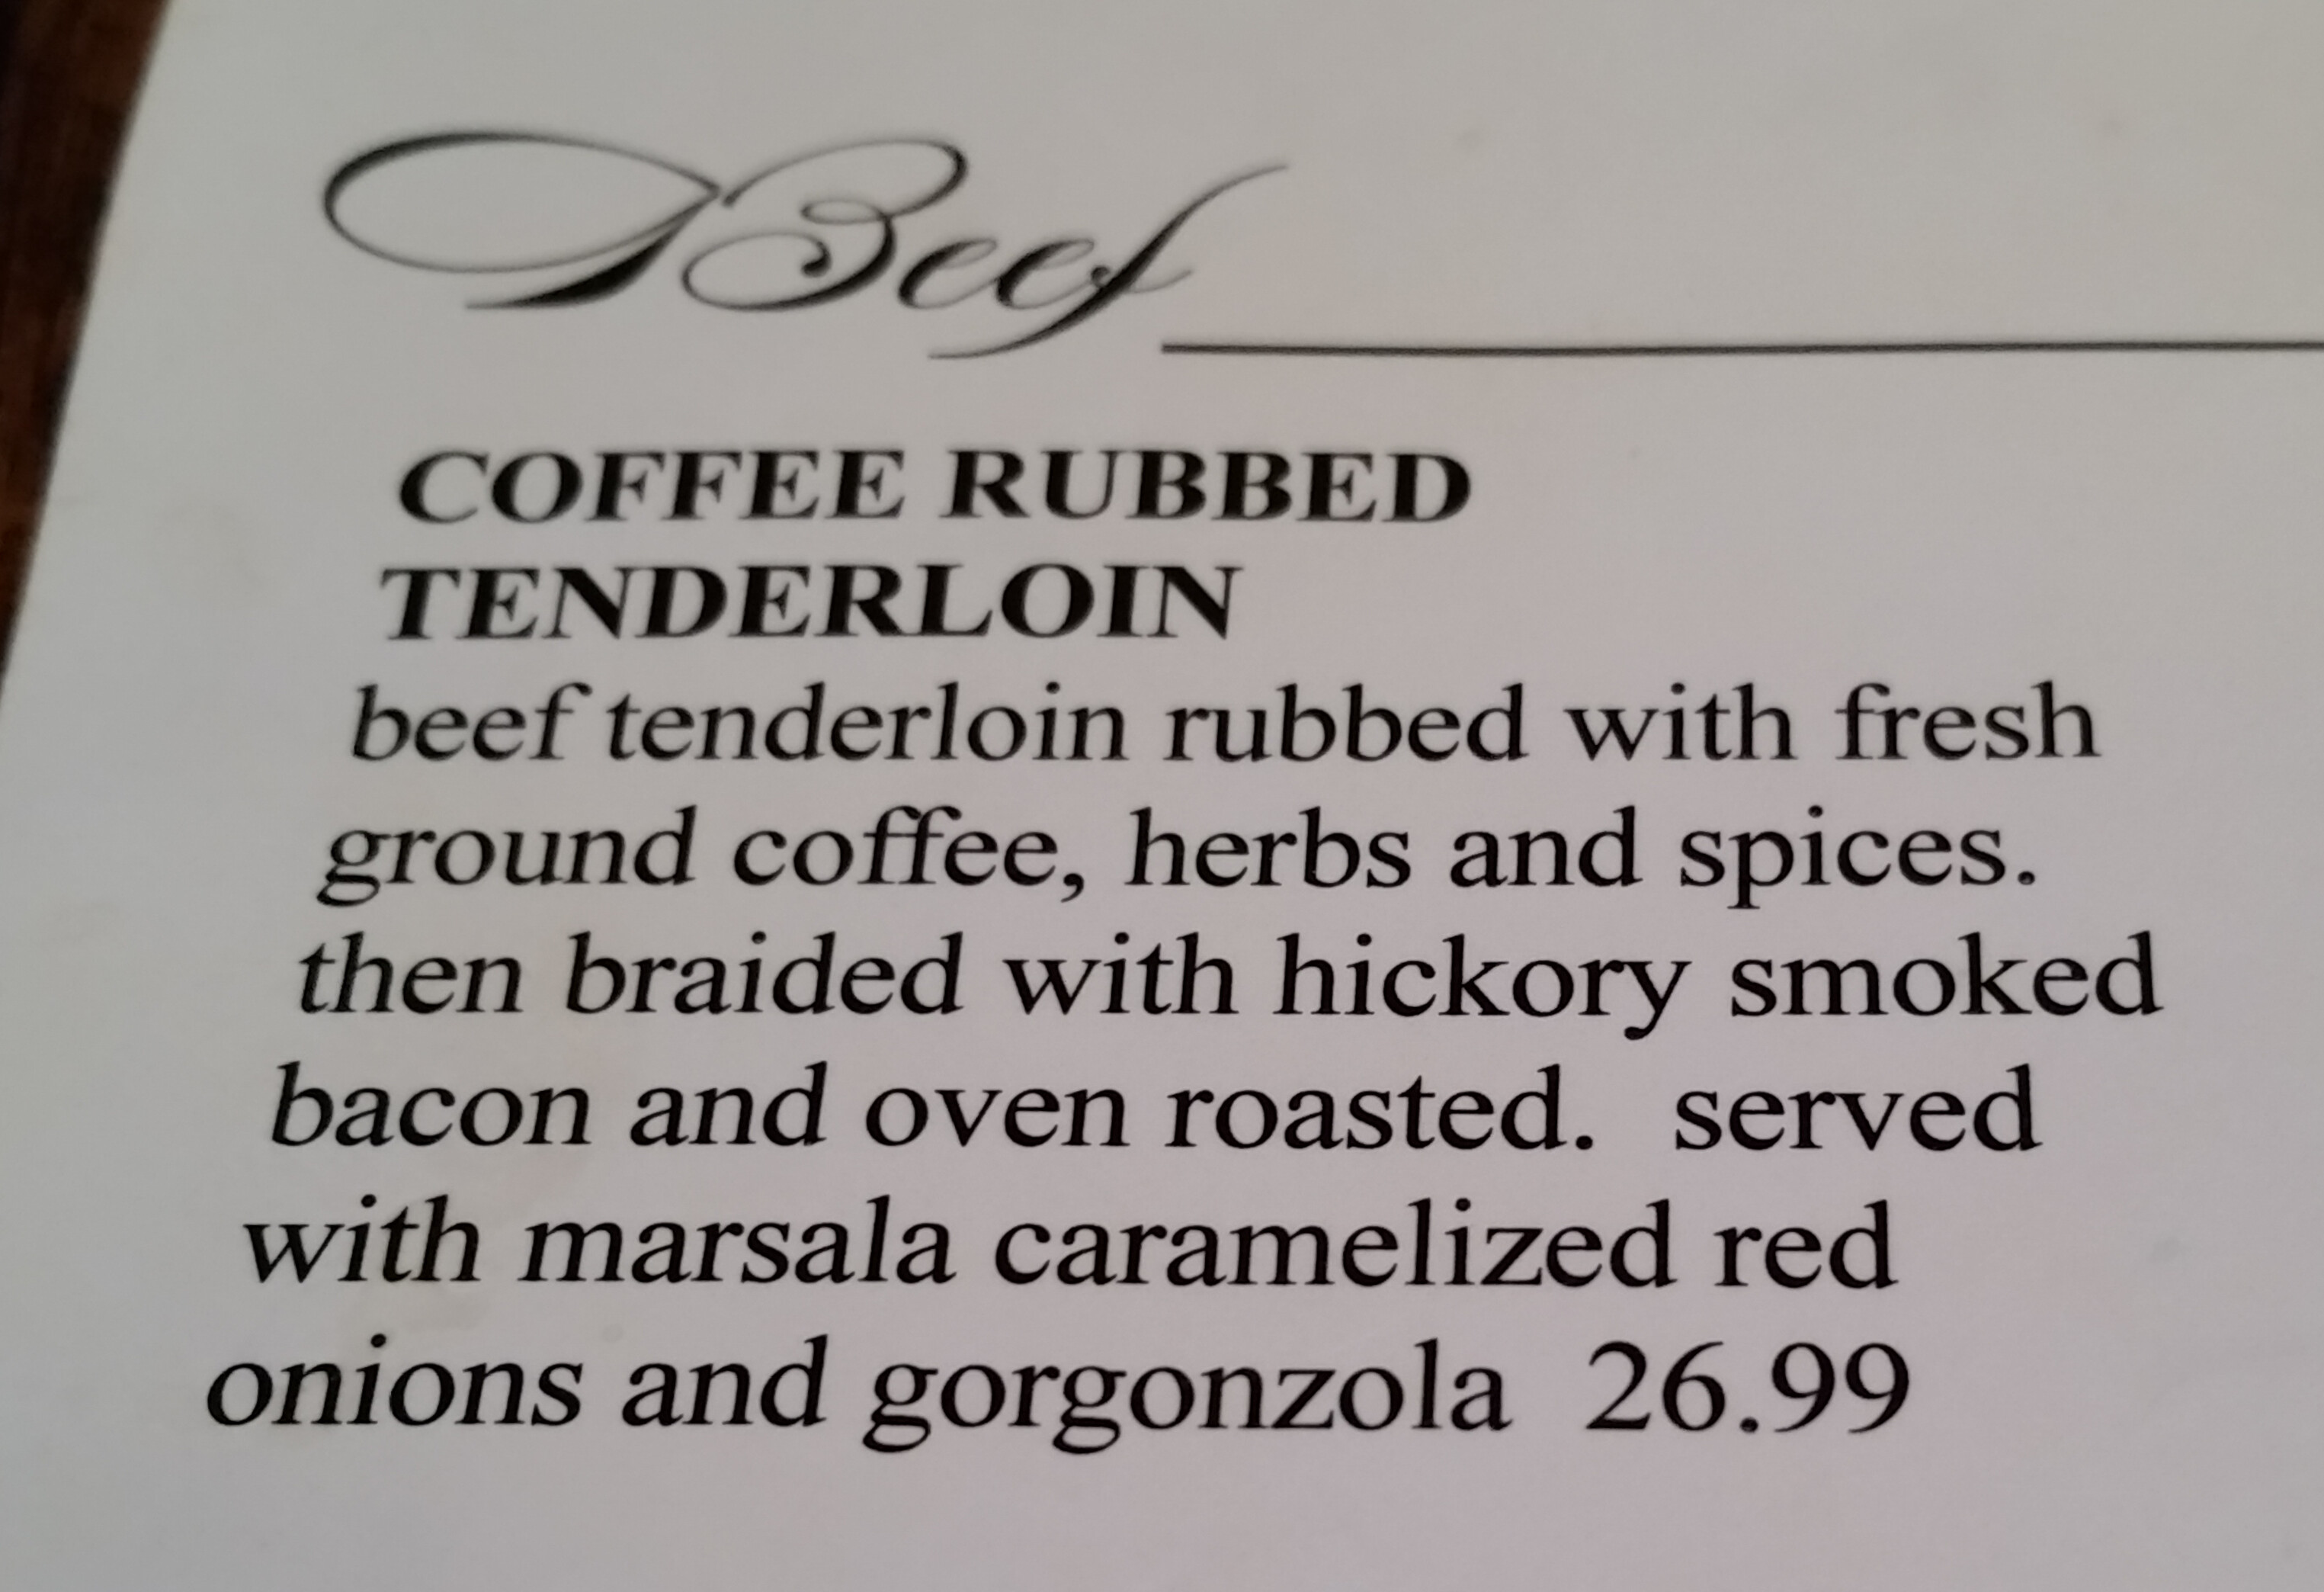 Beef
COFFEE RUBBED
TENDERLOIN
beef tenderloin rubbed with fresh
ground coffee, herbs and spices.
then braided with hickory smoked
bacon and oven roasted.  served
with marsala caramelized red
onions and gorgonzola  26.99